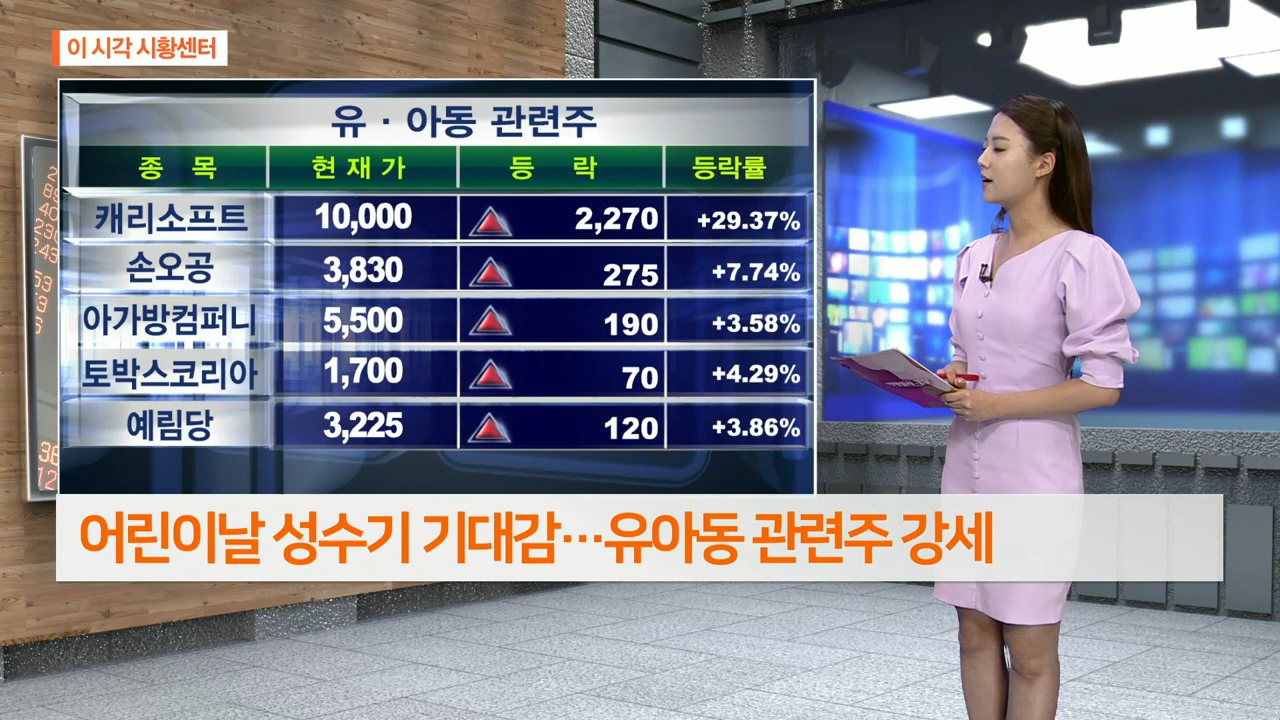 이 시각 시황센터
유 · 아동 관련주
종 목 현 재 가 등 락 등락률
캐리소프트 10,000 ▲ 2,270 +29.37%
손오공 3,830 ▲ 275 +7.74%
아가방컴퍼니 5,500 ▲ 190 +3.58%
토박스코리아 1,700 ▲ 70 +4.29%
예림당 3,225 ▲ 120 +3.86%
어린이날 성수기 기대감…유아동 관련주 강세